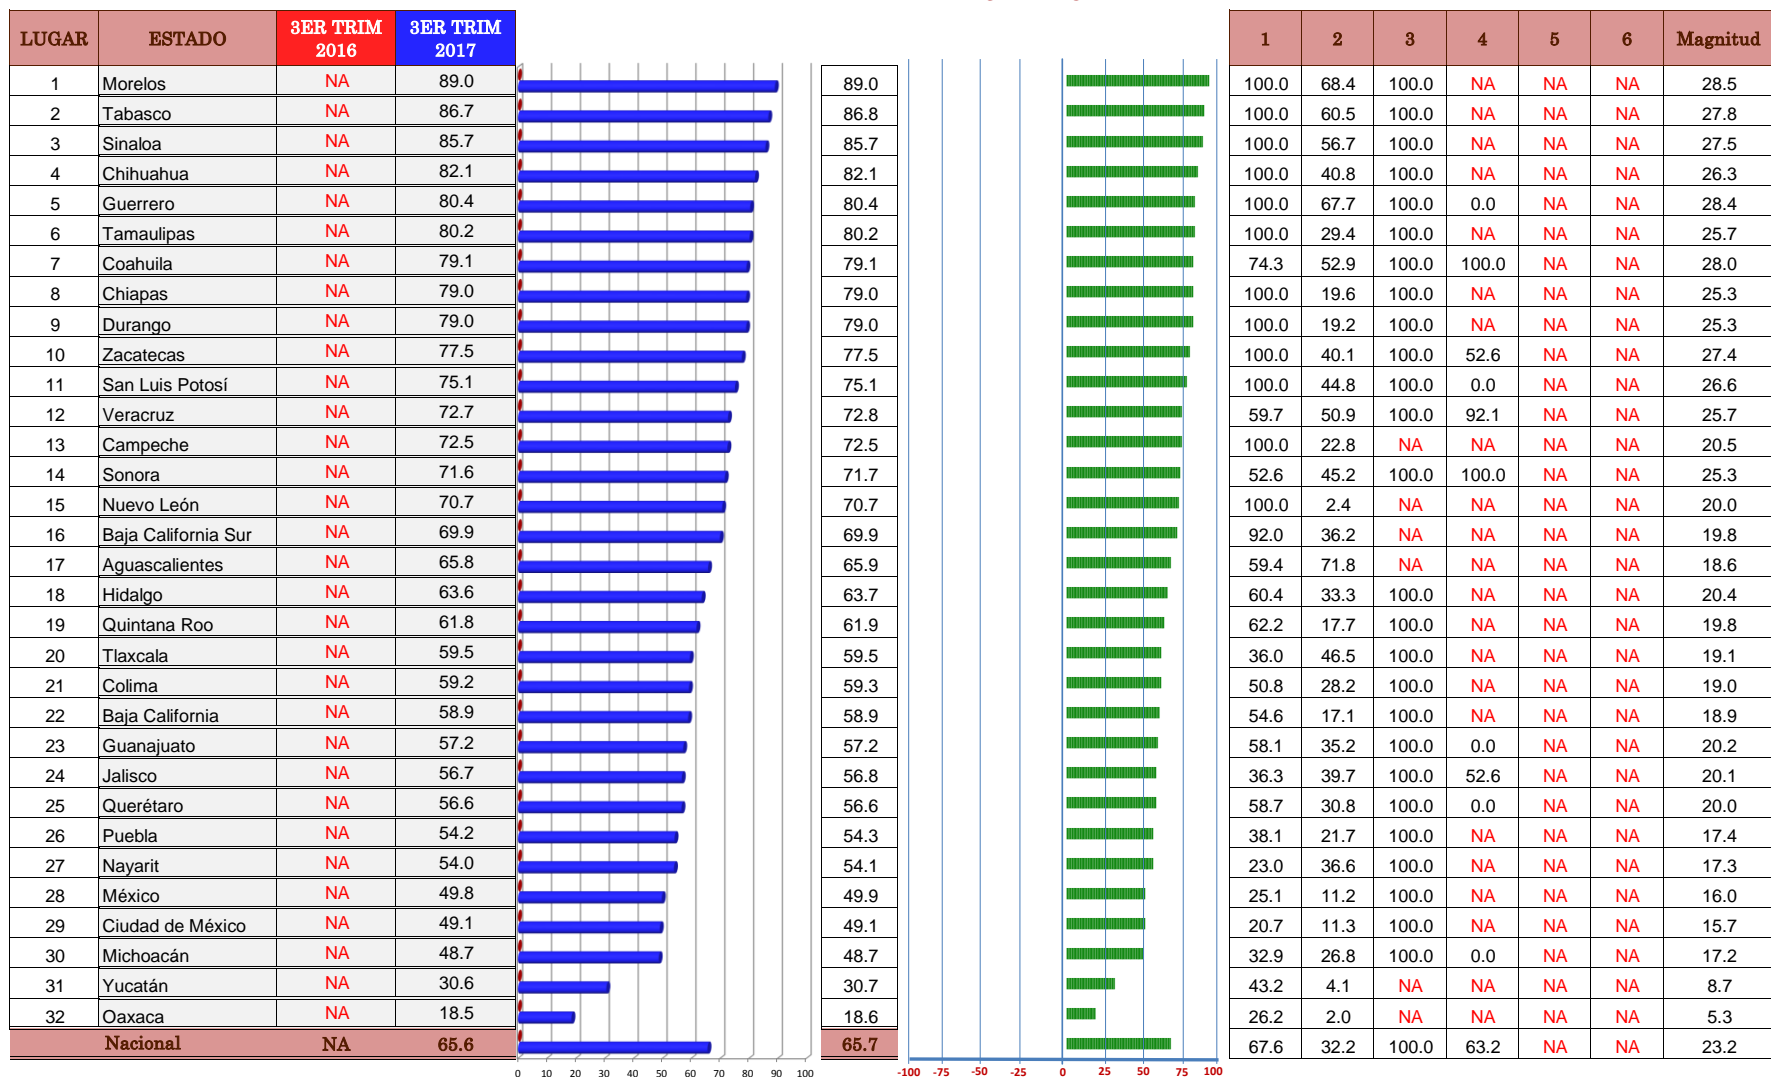 LUGAR ESTADO 3ER TRIM 2016 3ER TRIM 2017 1 2 3 4 5 6 Magnitud
1 Morelos NA 89.0 89.0 100.0 68.4 100.0 NA NA NA 28.5
2 Tabasco NA 86.7 86.8 100.0 60.5 100.0 NA NA NA 27.8
3 Sinaloa NA 85.7 85.7 100.0 56.7 100.0 NA NA NA 27.5
4 Chihuahua NA 82.1 82.1 100.0 40.8 100.0 NA NA NA 26.3
5 Guerrero NA 80.4 80.4 100.0 67.7 100.0 0.0 NA NA 28.4
6 Tamaulipas NA 80.2 80.2 100.0 29.4 100.0 NA NA NA 25.7
7 Coahuila NA 79.1 79.1 74.3 52.9 100.0 100.0 NA NA 28.0
8 Chiapas NA 79.0 79.0 100.0 19.6 100.0 NA NA NA 25.3
9 Durango NA 79.0 79.0 100.0 19.2 100.0 NA NA NA 25.3
10 Zacatecas NA 77.5 77.5 100.0 40.1 100.0 52.6 NA NA 27.4
11 San Luis Potosí NA 75.1 75.1 100.0 44.8 100.0 0.0 NA NA 26.6
12 Veracruz NA 72.7 72.8 59.7 50.9 100.0 92.1 NA NA 25.7
13 Campeche NA 72.5 72.5 100.0 22.8 NA NA NA NA 20.5
14 Sonora NA 71.6 71.7 52.6 45.2 100.0 100.0 NA NA 25.3
15 Nuevo León NA 70.7 70.7 100.0 2.4 NA NA NA NA 20.0
16 Baja California Sur NA 69.9 69.9 92.0 36.2 NA NA NA NA 19.8
17 Aguascalientes NA 65.8 65.9 59.4 71.8 NA NA NA NA 18.6
18 Hidalgo NA 63.6 63.7 60.4 33.3 100.0 NA NA NA 20.4
19 Quintana Roo NA 61.8 61.9 62.2 17.7 100.0 NA NA NA 19.8
20 Tlaxcala NA 59.5 59.5 36.0 46.5 100.0 NA NA NA 19.1
21 Colima NA 59.2 59.3 50.8 28.2 100.0 NA NA NA 19.0
22 Baja California NA 58.9 58.9 54.6 17.1 100.0 NA NA NA 18.9
23 Guanajuato NA 57.2 57.2 58.1 35.2 100.0 0.0 NA NA 20.2
24 Jalisco NA 56.7 56.8 36.3 39.7 100.0 52.6 NA NA 20.1
25 Querétaro NA 56.6 56.6 58.7 30.8 100.0 0.0 NA NA 20.0
26 Puebla NA 54.2 54.3 38.1 21.7 100.0 NA NA NA 17.4
27 Nayarit NA 54.0 54.1 23.0 36.6 100.0 NA NA NA 17.3
28 México NA 49.8 49.9 25.1 11.2 100.0 NA NA NA 16.0
29 Ciudad de México NA 49.1 49.1 20.7 11.3 100.0 NA NA NA 15.7
30 Michoacán NA 48.7 48.7 32.9 26.8 100.0 0.0 NA NA 17.2
31 Yucatán NA 30.6 30.7 43.2 4.1 NA NA NA NA 8.7
32 Oaxaca NA 18.5 18.6 26.2 2.0 NA NA NA NA 5.3
Nacional NA 65.6 65.7 67.6 32.2 100.0 63.2 NA NA 23.2
0 10 20 30 40 50 60 70 80 90 100 -100 -75 -50 -25 0 25 50 75 100